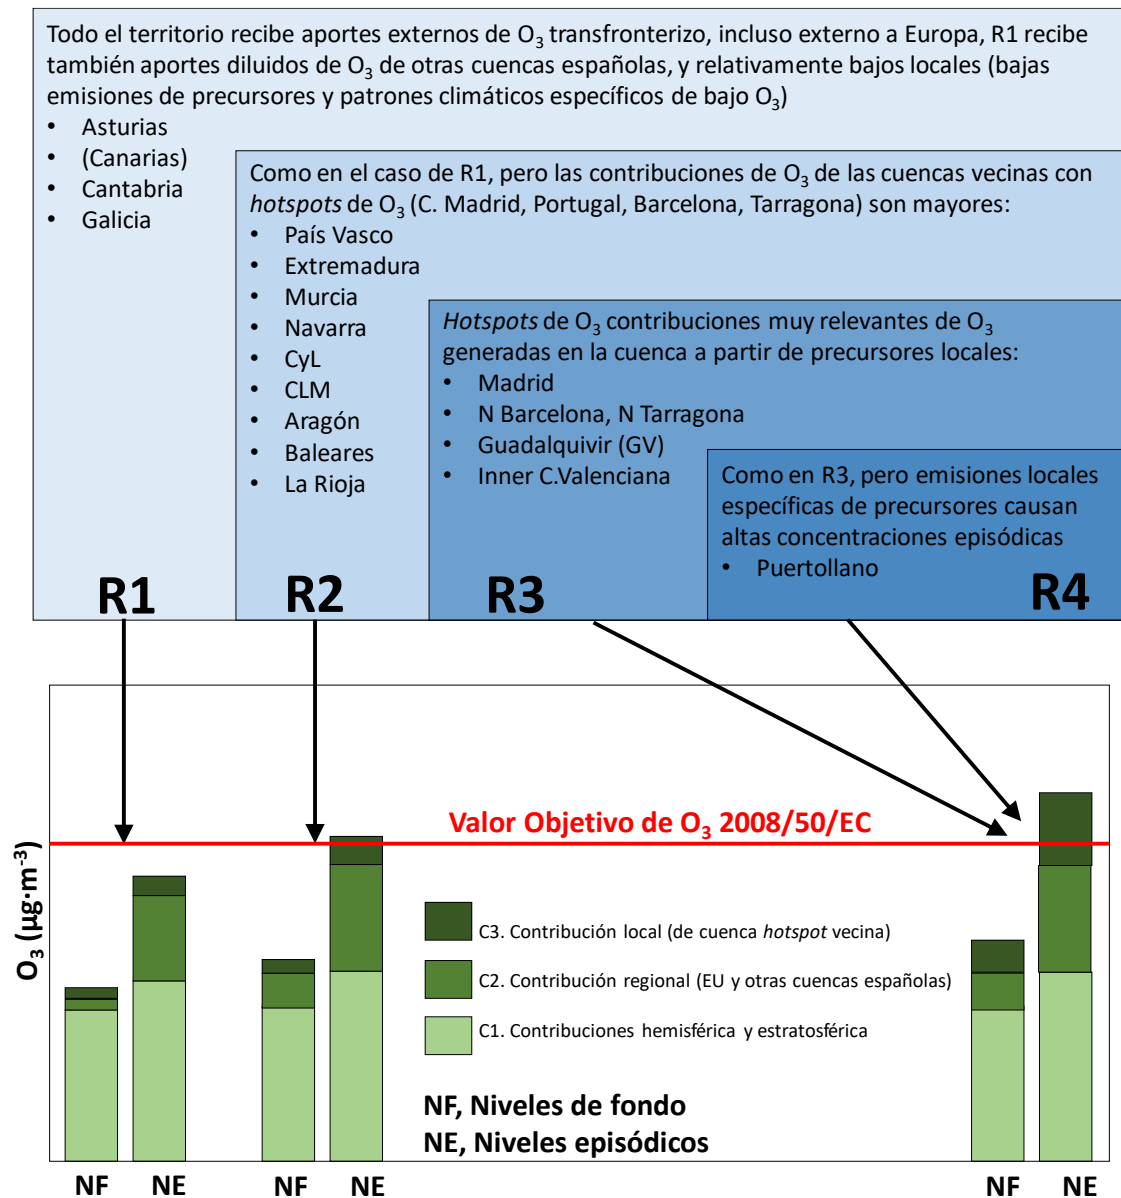 Todo el territorio recibe aportes externos de O₃ transfronterizo, incluso externo a Europa, R1 recibe
también aportes diluidos de O₃ de otras cuencas españolas, y relativamente bajos locales (bajas
emisiones de precursores y patrones climáticos específicos de bajo O₃)
• Asturias
• (Canarias)
• Cantabria
• Galicia
R1
Como en el caso de R1, pero las contribuciones de O₃ de las cuencas vecinas con
hotspots de O₃ (C. Madrid, Portugal, Barcelona, Tarragona) son mayores:
• País Vasco
• Extremadura
• Murcia
• Navarra
• CyL
• CLM
• Aragón
• Baleares
• La Rioja
R2
Hotspots de O₃ contribuciones muy relevantes de O₃
generadas en la cuenca a partir de precursores locales:
• Madrid
• N Barcelona, N Tarragona
• Guadalquivir (GV)
• Inner C.Valenciana
R3
Como en R3, pero emisiones locales
específicas de precursores causan
altas concentraciones episódicas
• Puertollano
R4
Valor Objetivo de O₃ 2008/50/EC
O₃ (µg·m⁻³)
C3. Contribución local (de cuenca hotspot vecina)
C2. Contribución regional (EU y otras cuencas españolas)
C1. Contribuciones hemisférica y estratosférica
NF, Niveles de fondo
NE, Niveles episódicos
NF NE NF NE NF NE